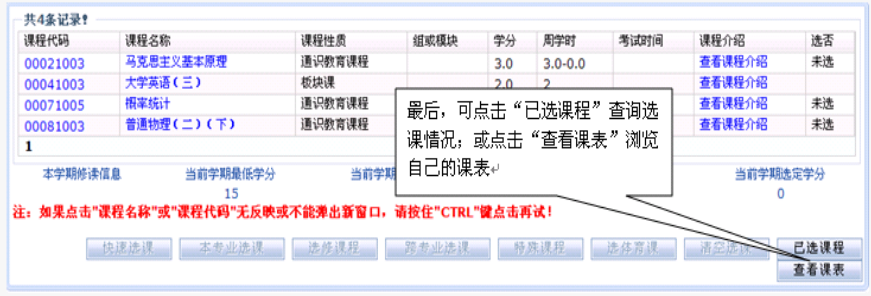 共4条记录!
课程代码 课程名称 课程性质 组或模块 学分 周学时 考试时间 课程介绍 选否
00021003 马克思主义基本原理 通识教育课程 3.0 3.0-0.0 查看课程介绍 未选
00041003 大学英语(三) 板块课 2.0 2 查看课程介绍
00071005 概率统计 通识教育课程 查看课程介绍 未选
00081003 普通物理(二)(下) 通识教育课程 查看课程介绍 未选
1
最后，可点击“已选课程”查询选
课情况；或点击“查看课表”浏览
自己的课表
本学期修读信息 当前学期最低学分 当前学期 当前学期选定学分
15 0
注：如果点击"课程名称"或"课程代码"无反映或不能弹出新窗口，请按住"CTRL"键点击再试!
快速选课 本专业选课 选修课程 跨专业选课 特殊课程 选体育课 清空选课 已选课程
查看课表